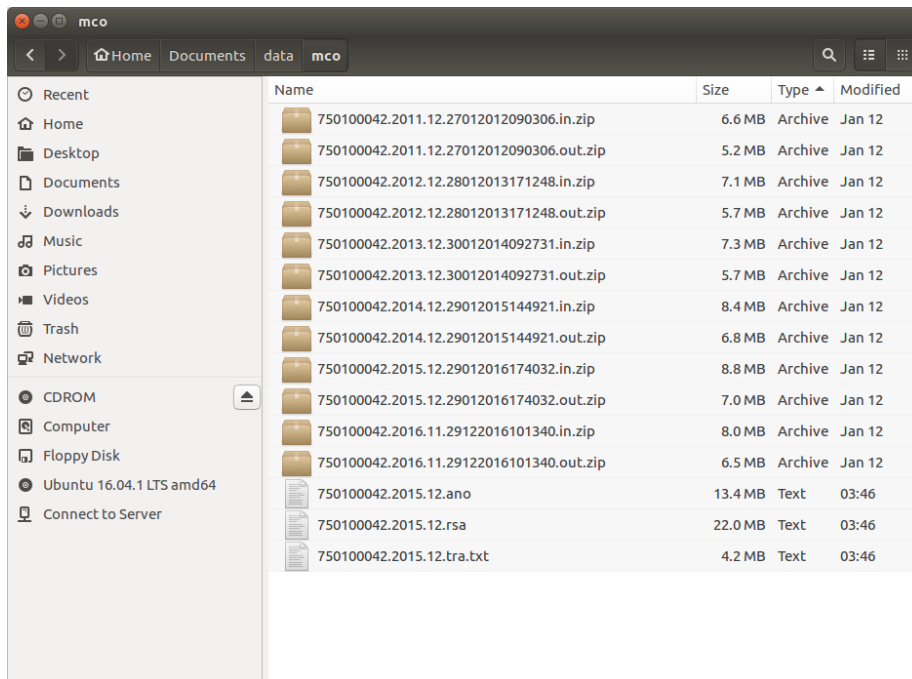 mco
Home Documents data mco
Recent
Home
Desktop
Documents
Downloads
Music
Pictures
Videos
Trash
Network
CDROM
Computer
Floppy Disk
Ubuntu 16.04.1 LTS amd64
Connect to Server
Name Size Type Modified
750100042.2011.12.27012012090306.in.zip 6.6 MB Archive Jan 12
750100042.2011.12.27012012090306.out.zip 5.2 MB Archive Jan 12
750100042.2012.12.28012013171248.in.zip 7.1 MB Archive Jan 12
750100042.2012.12.28012013171248.out.zip 5.7 MB Archive Jan 12
750100042.2013.12.30012014092731.in.zip 7.3 MB Archive Jan 12
750100042.2013.12.30012014092731.out.zip 5.7 MB Archive Jan 12
750100042.2014.12.29012015144921.in.zip 8.4 MB Archive Jan 12
750100042.2014.12.29012015144921.out.zip 6.8 MB Archive Jan 12
750100042.2015.12.29012016174032.in.zip 8.8 MB Archive Jan 12
750100042.2015.12.29012016174032.out.zip 7.0 MB Archive Jan 12
750100042.2016.11.29122016101340.in.zip 8.0 MB Archive Jan 12
750100042.2016.11.29122016101340.out.zip 6.5 MB Archive Jan 12
750100042.2015.12.ano 13.4 MB Text 03:46
750100042.2015.12.rsa 22.0 MB Text 03:46
750100042.2015.12.tra.txt 4.2 MB Text 03:46